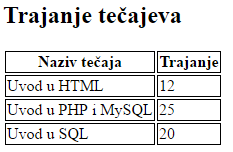 Trajanje tečajeva
Naziv tečaja Trajanje
Uvod u HTML 12
Uvod u PHP i MySQL 25
Uvod u SQL 20